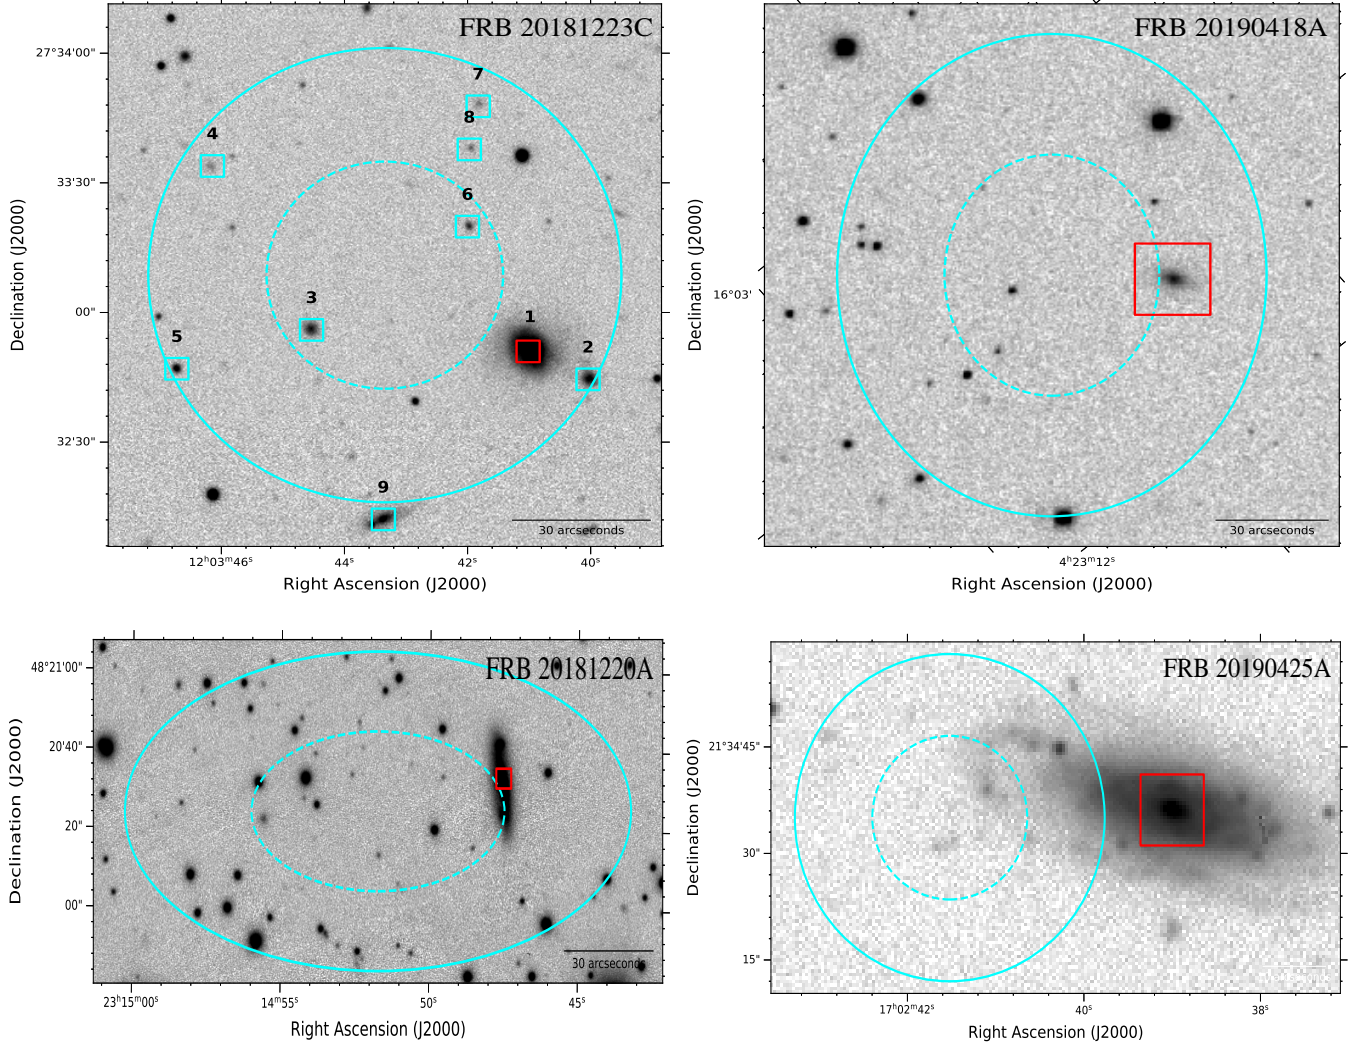 FRB 20181223C
27°34'00"
33'30"
00"
32'30"
Declination (J2000)
7
8
4
6
3
1
5
2
9
30 arcseconds
12ʰ03ᵐ46ˢ
44ˢ
42ˢ
40ˢ
Right Ascension (J2000)
FRB 20190418A
16°03'
Declination (J2000)
30 arcseconds
4ʰ23ᵐ12ˢ
Right Ascension (J2000)
FRB 20181220A
48°21'00"
20'40"
20"
00"
Declination (J2000)
30 arcseconds
23ʰ15ᵐ00ˢ
14ᵐ55ˢ
50ˢ
45ˢ
Right Ascension (J2000)
FRB 20190425A
21°34'45"
30"
15"
Declination (J2000)
17ʰ02ᵐ42ˢ
40ˢ
38ˢ
Right Ascension (J2000)